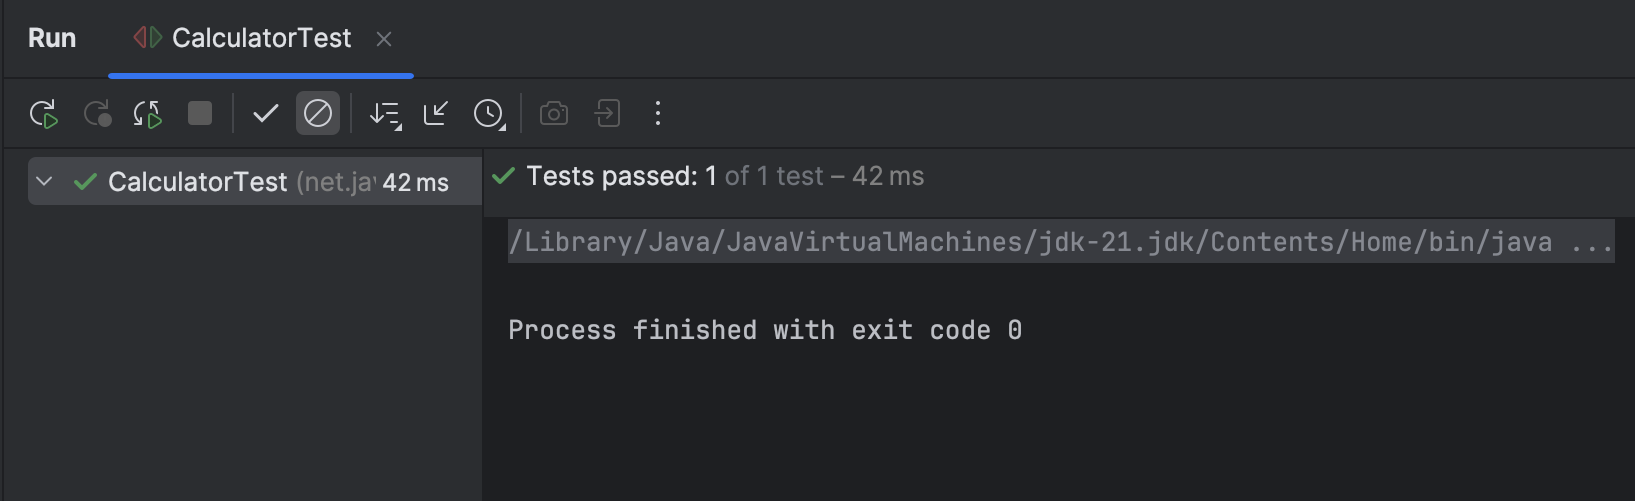 Run CalculatorTest
CalculatorTest (net.jav 42 ms
Tests passed: 1 of 1 test – 42 ms
/Library/Java/JavaVirtualMachines/jdk-21.jdk/Contents/Home/bin/java ...
Process finished with exit code 0